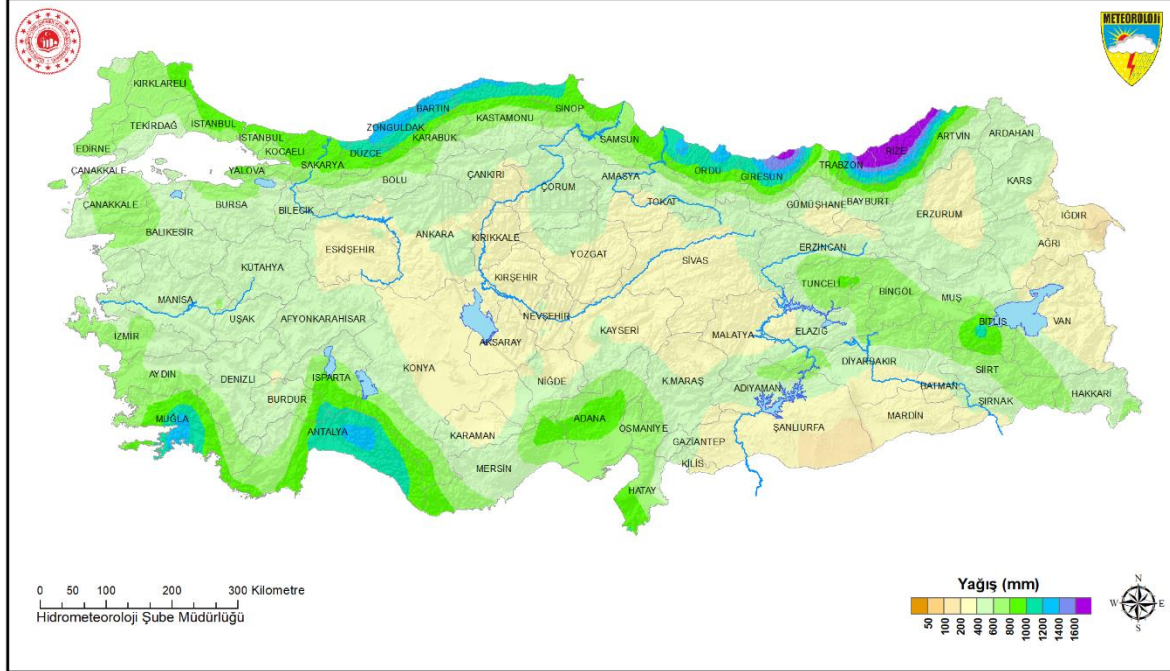 METEOROLOJİ
KIRKLARELİ
TEKİRDAĞ
İSTANBUL
EDİRNE
İSTANBUL
KOCAELİ
ÇANAKKALE
YALOVA
SAKARYA
DÜZCE
ZONGULDAK
BARTIN
KARABÜK
KASTAMONU
SİNOP
SAMSUN
ORDU
GİRESUN
TRABZON
RİZE
ARTVİN
ARDAHAN
KARS
ÇANAKKALE
BURSA
BİLECİK
BOLU
ÇANKIRI
ÇORUM
AMASYA
TOKAT
GÜMÜŞHANE
BAYBURT
ERZURUM
IĞDIR
BALIKESİR
ESKİŞEHİR
ANKARA
KIRIKKALE
YOZGAT
SİVAS
ERZİNCAN
AĞRI
KÜTAHYA
KIRŞEHİR
TUNCELİ
BİNGÖL
MUŞ
MANİSA
UŞAK
AFYONKARAHİSAR
NEVŞEHİR
KAYSERİ
MALATYA
ELAZIĞ
BİTLİS
VAN
İZMİR
AKSARAY
DİYARBAKIR
AYDIN
DENİZLİ
ISPARTA
KONYA
NİĞDE
K.MARAŞ
ADIYAMAN
BATMAN
SİİRT
HAKKARİ
BURDUR
ŞIRNAK
MUĞLA
ANTALYA
KARAMAN
ADANA
OSMANİYE
GAZİANTEP
ŞANLIURFA
MARDİN
MERSİN
KİLİS
HATAY
0 50 100 200 300 Kilometre
Hidrometeoroloji Şube Müdürlüğü
Yağış (mm)
50 100 200 400 600 800 1000 1200 1400 1600
N
W E
S